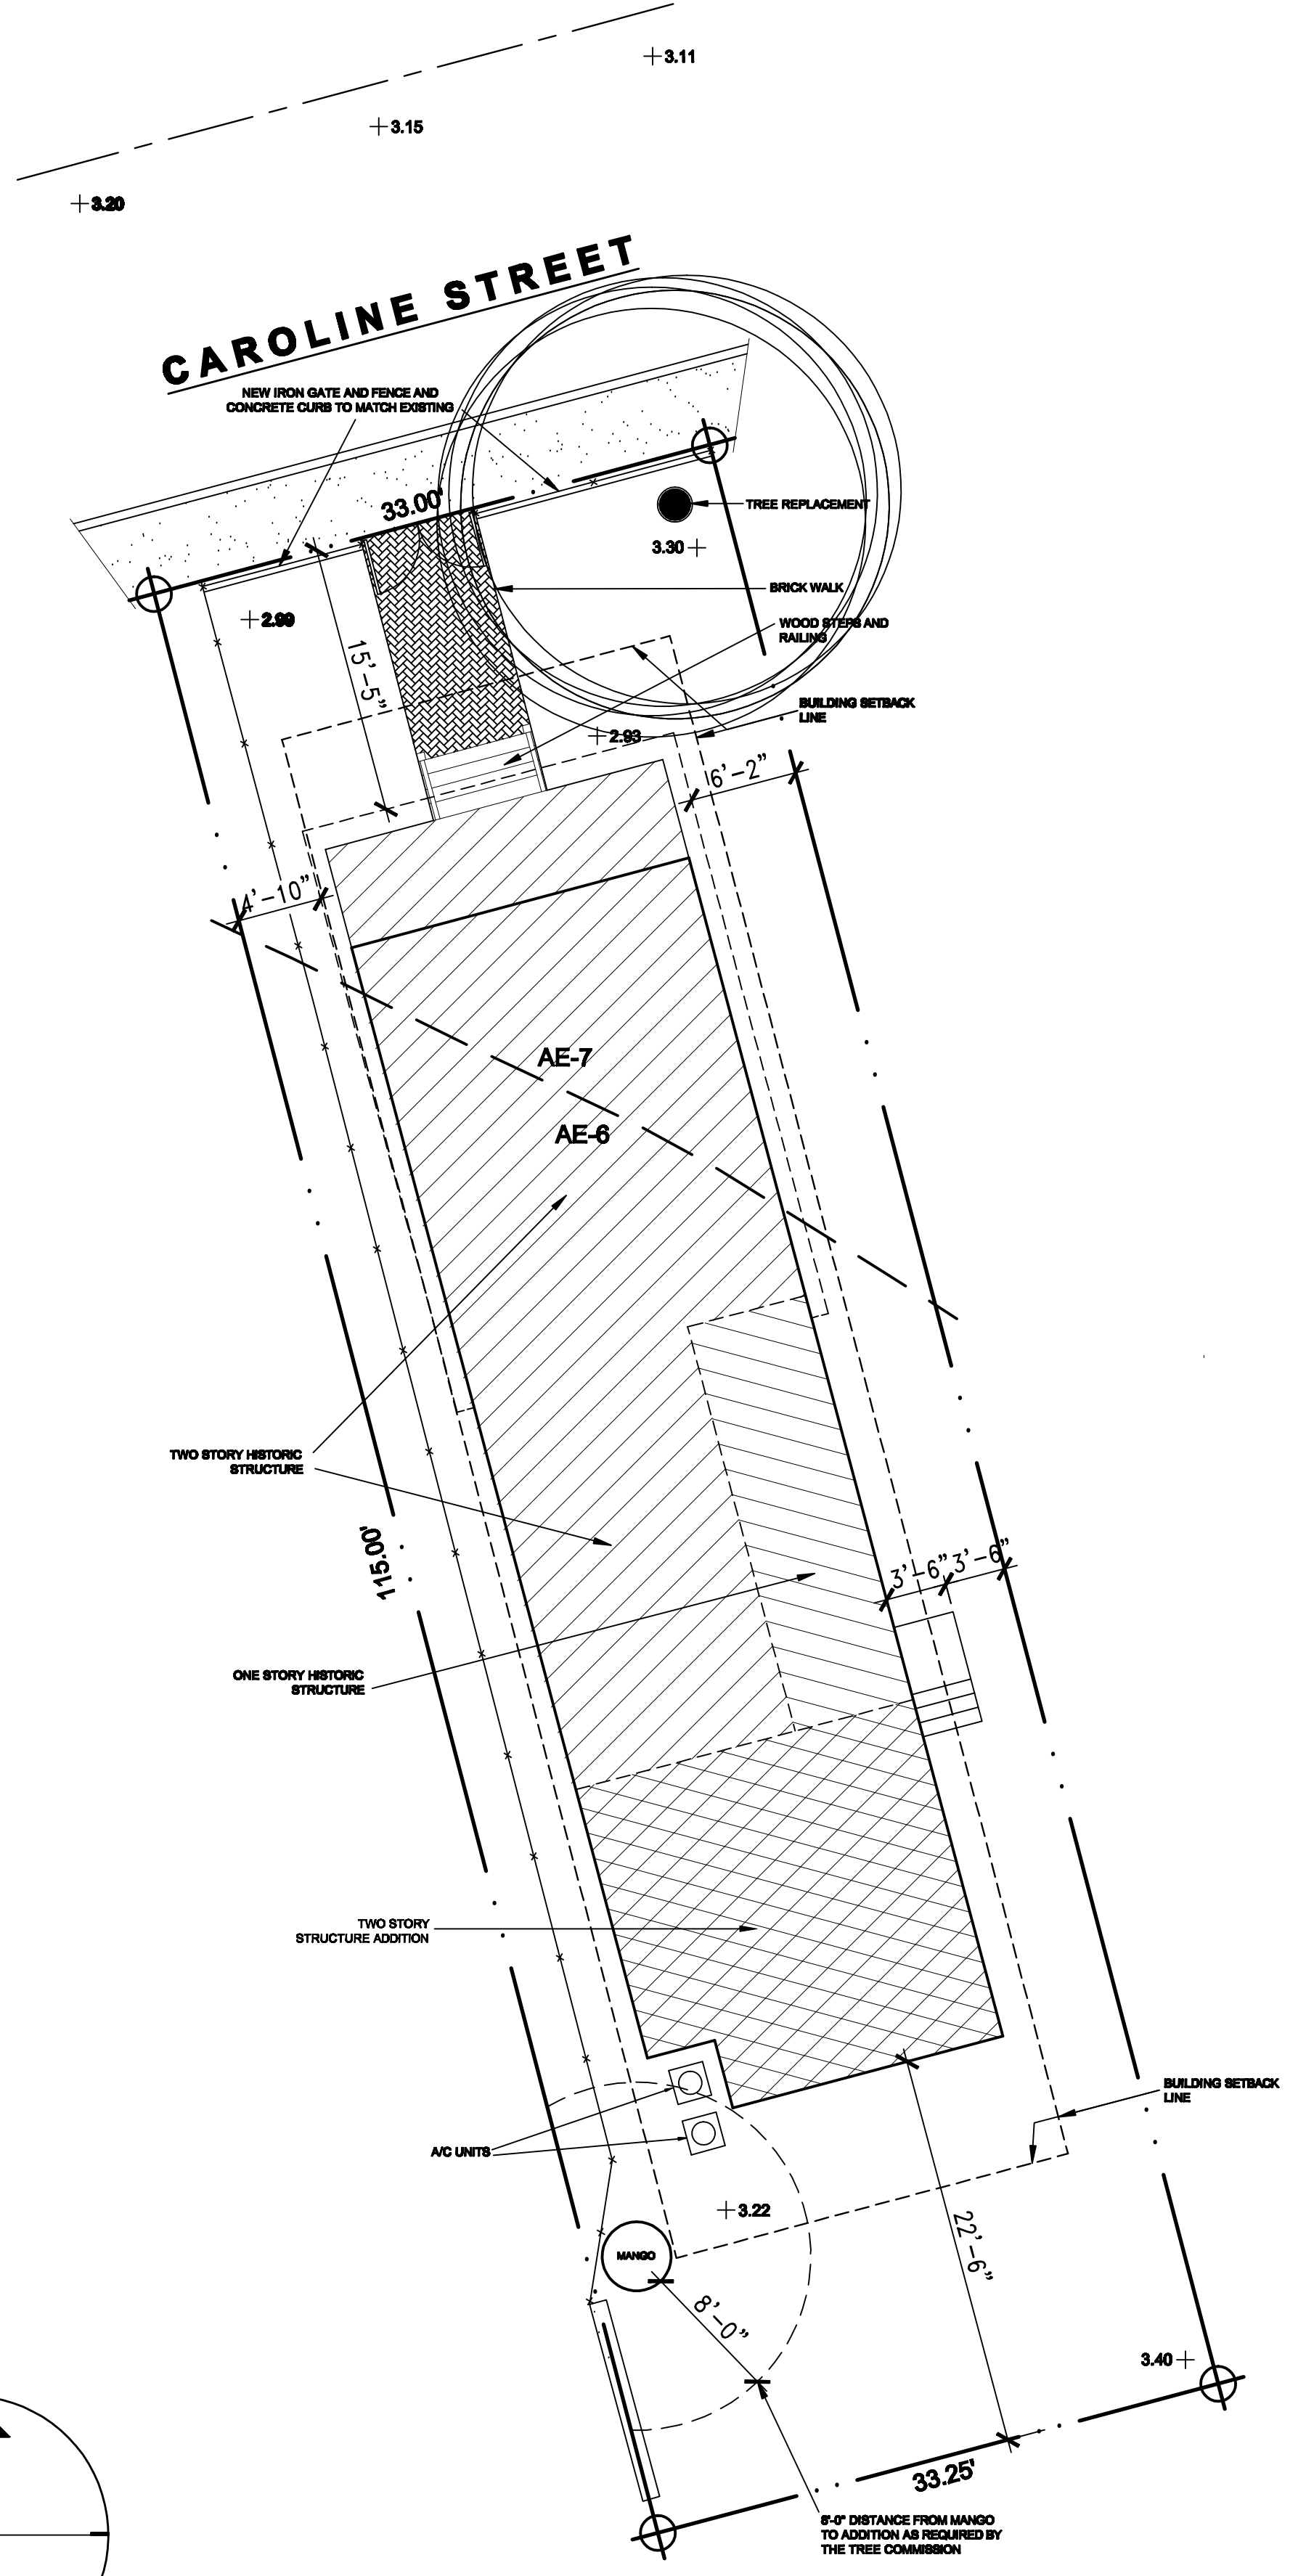 3.11
3.15
3.20
CAROLINE STREET
NEW IRON GATE AND FENCE AND
CONCRETE CURB TO MATCH EXISTING
33.00'
TREE REPLACEMENT
3.30
BRICK WALK
2.99
WOOD STEPS AND
RAILING
15'-5"
BUILDING SETBACK
LINE
2.93
6'-2"
4'-10"
AE-7
AE-6
TWO STORY HISTORIC
STRUCTURE
115.00'
3'-6"
3'-6"
ONE STORY HISTORIC
STRUCTURE
TWO STORY
STRUCTURE ADDITION
BUILDING SETBACK
LINE
A/C UNITS
3.22
MANGO
22'-6"
8'-0"
3.40
33.25'
8'-0" DISTANCE FROM MANGO
TO ADDITION AS REQUIRED BY
THE TREE COMMISSION